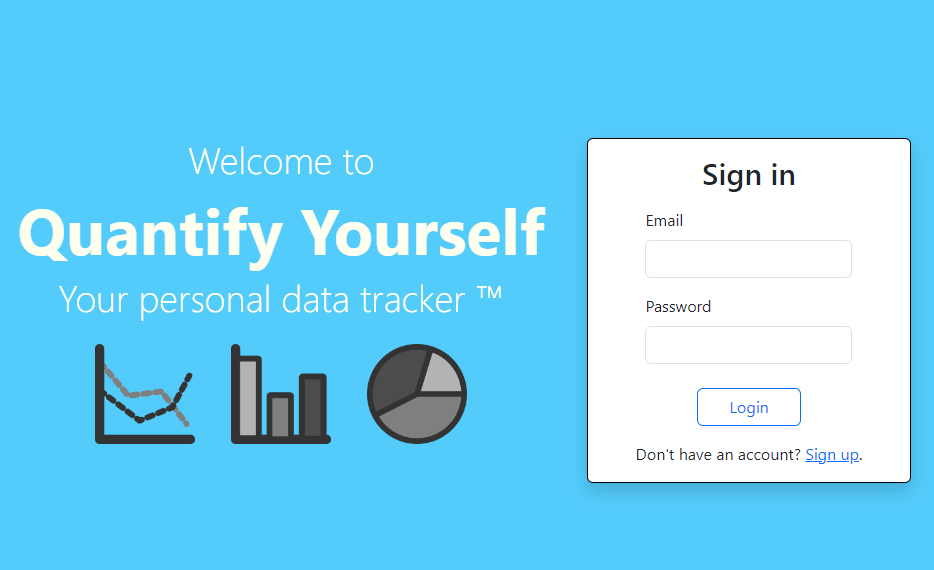 Welcome to
Quantify Yourself
Your personal data tracker ™
Sign in
Email
Password
Login
Don't have an account? Sign up.